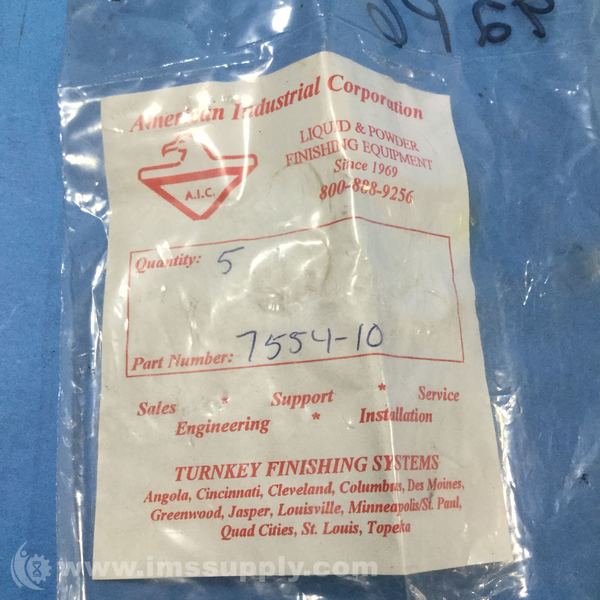 American Industrial Corporation
LIQUID & POWDER
FINISHING EQUIPMENT
Since 1969
800-888-9256
A.I.C.
Quantity: 5
Part Number: 7554-10
Sales * Support * Service
Engineering * Installation
TURNKEY FINISHING SYSTEMS
Angola, Cincinnati, Cleveland, Columbus, Des Moines,
Greenwood, Jasper, Louisville, Minneapolis/St. Paul,
Quad Cities, St. Louis, Topeka
www.imssupply.com